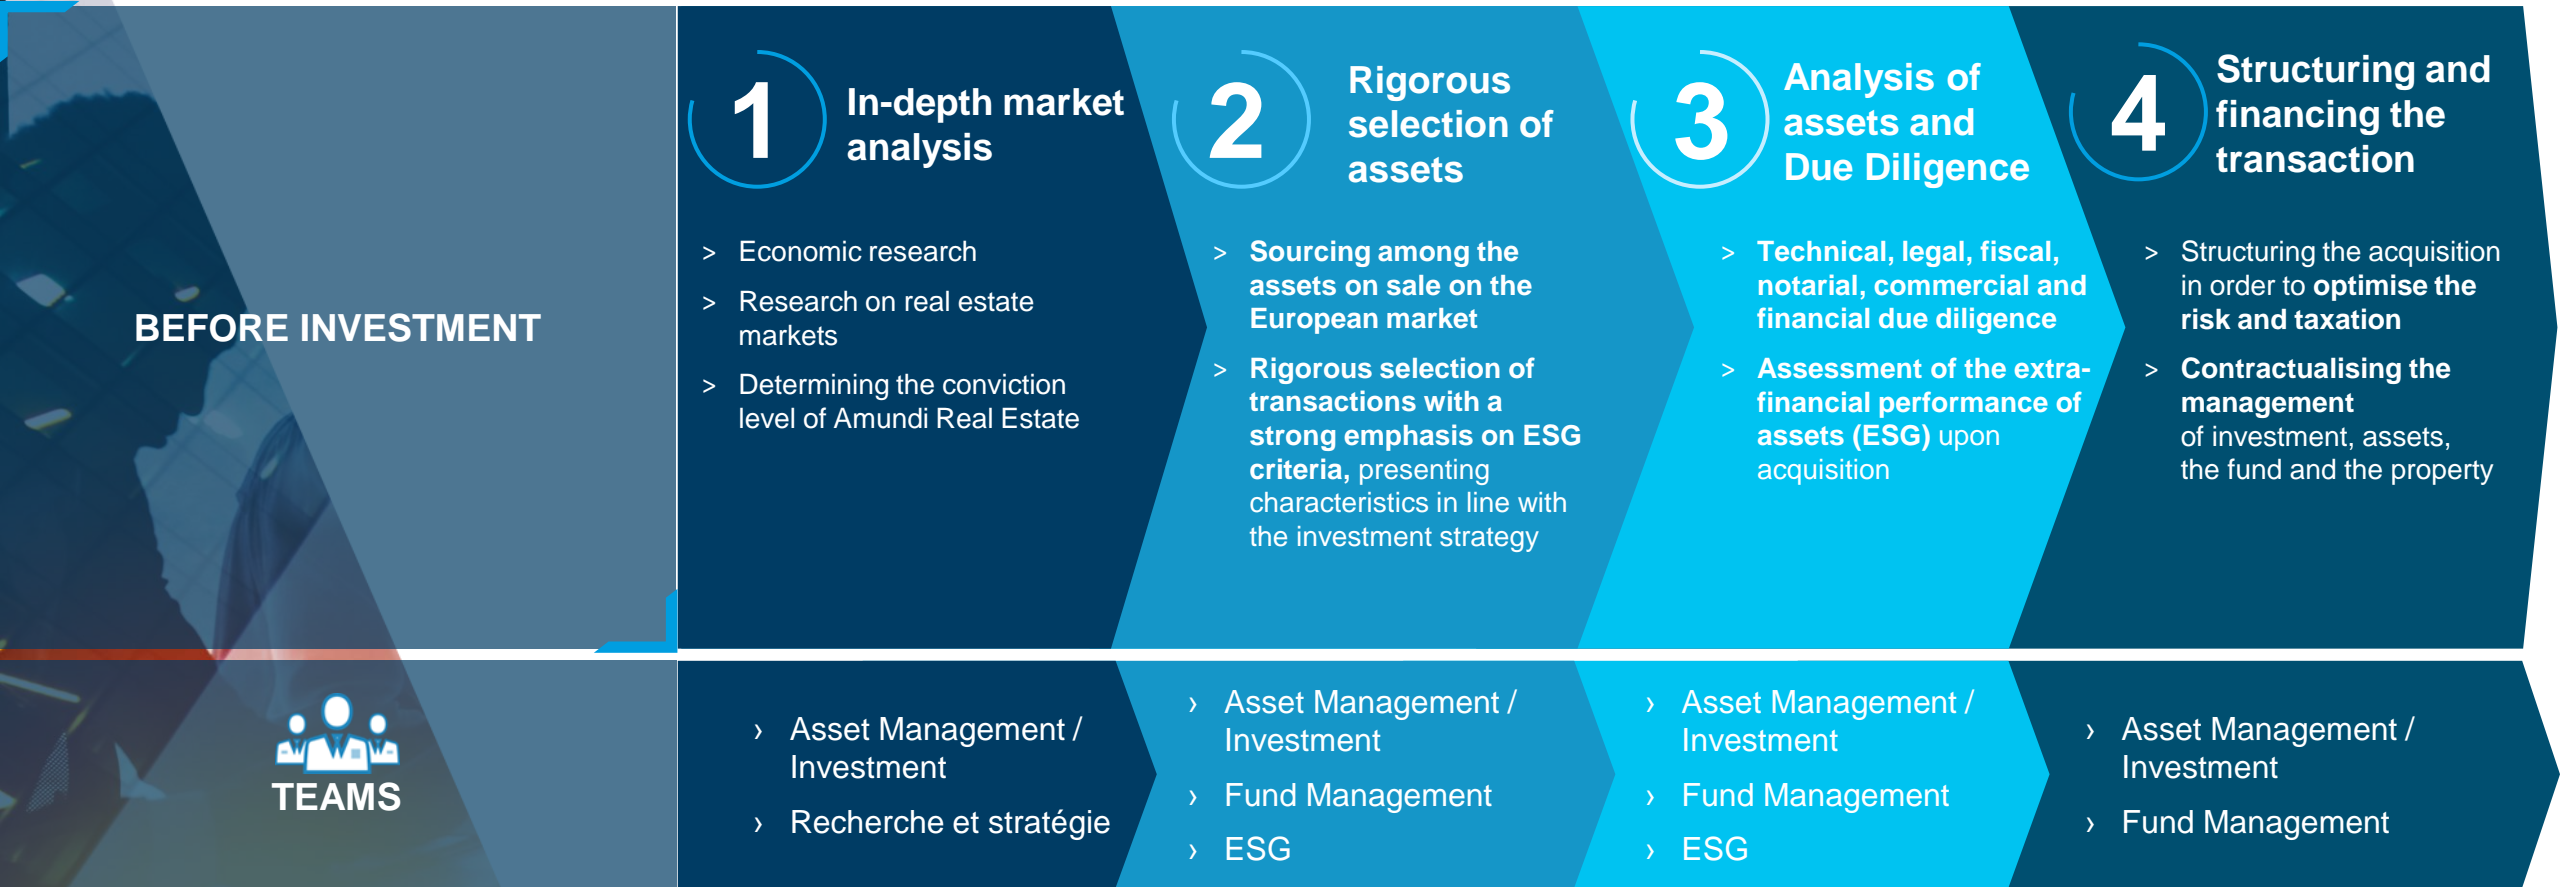 BEFORE INVESTMENT
1
In-depth market
analysis
> Economic research
> Research on real estate
markets
> Determining the conviction
level of Amundi Real Estate
2
Rigorous
selection of
assets
> Sourcing among the
assets on sale on the
European market
> Rigorous selection of
transactions with a
strong emphasis on ESG
criteria, presenting
characteristics in line with
the investment strategy
3
Analysis of
assets and
Due Diligence
> Technical, legal, fiscal,
notarial, commercial and
financial due diligence
> Assessment of the extra-
financial performance of
assets (ESG) upon
acquisition
4
Structuring and
financing the
transaction
> Structuring the acquisition
in order to optimise the
risk and taxation
> Contractualising the
management
of investment, assets,
the fund and the property
TEAMS
› Asset Management /
Investment
› Recherche et stratégie
› Asset Management /
Investment
› Fund Management
› ESG
› Asset Management /
Investment
› Fund Management
› ESG
› Asset Management /
Investment
› Fund Management